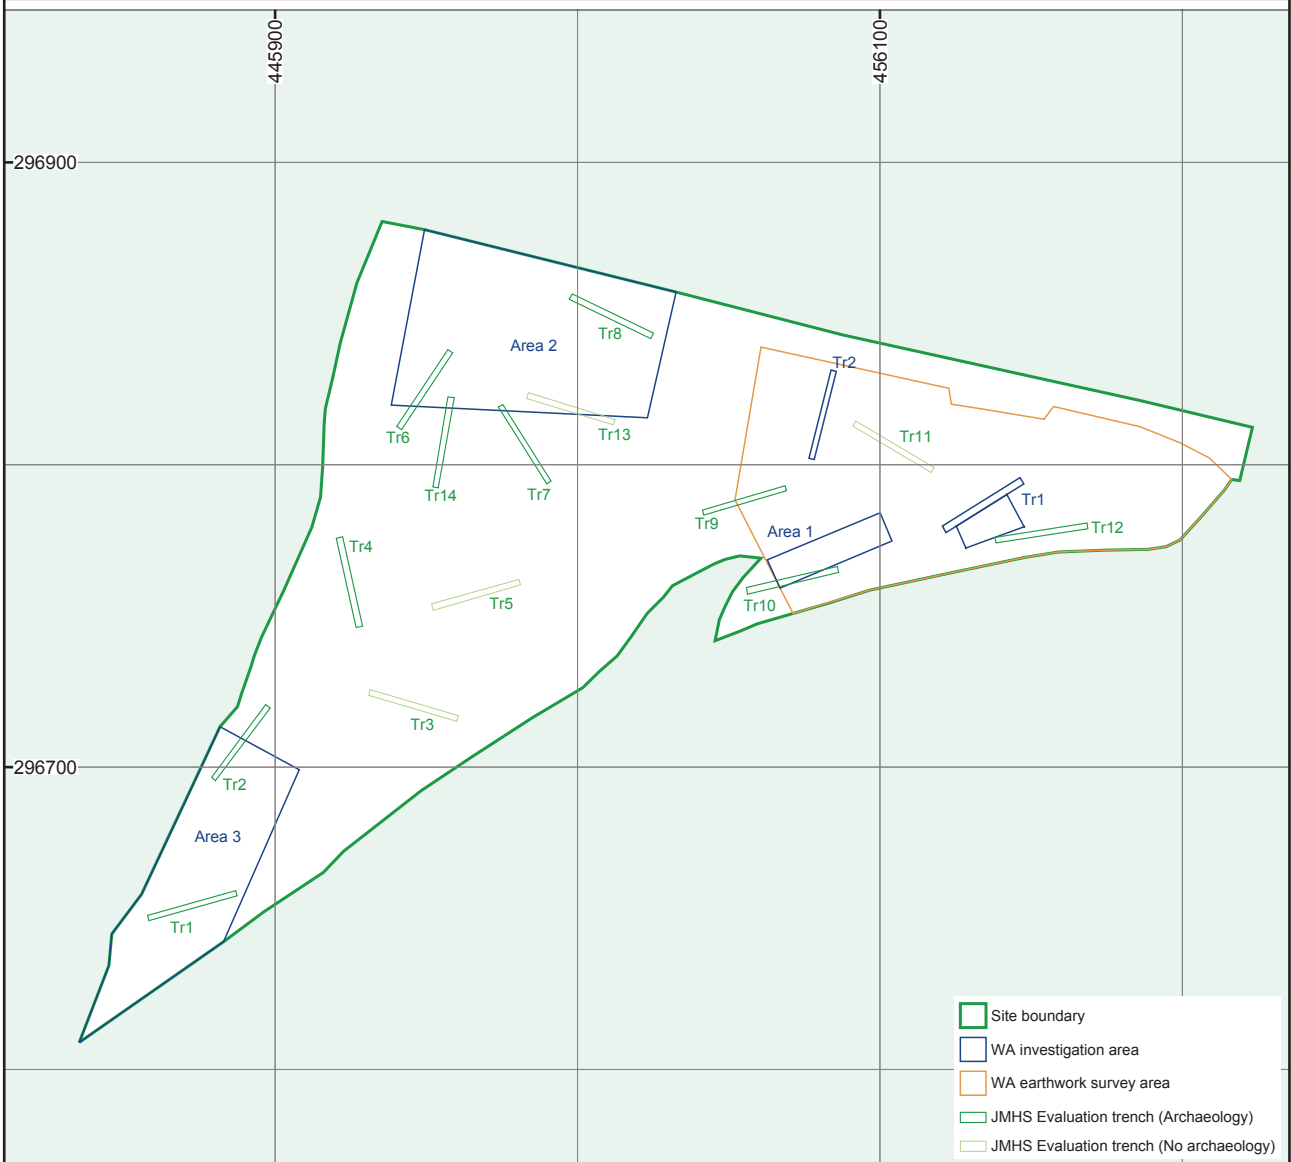 445900
456100
296900
Tr8
Area 2
Tr2
Tr6
Tr13
Tr11
Tr14
Tr7
Tr1
Tr9
Area 1
Tr12
Tr4
Tr5
Tr10
Tr3
296700
Tr2
Area 3
Tr1
Site boundary
WA investigation area
WA earthwork survey area
JMHS Evaluation trench (Archaeology)
JMHS Evaluation trench (No archaeology)